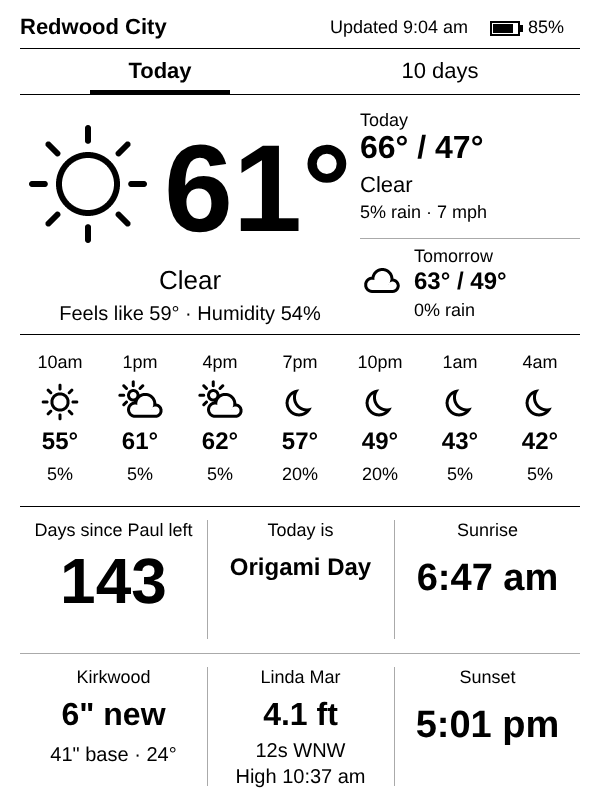 Redwood City
Updated 9:04 am
85%
Today
10 days
61°
Clear
Feels like 59° · Humidity 54%
Today
66° / 47°
Clear
5% rain · 7 mph
Tomorrow
63° / 49°
0% rain
10am 1pm 4pm 7pm 10pm 1am 4am
55° 61° 62° 57° 49° 43° 42°
5% 5% 5% 20% 20% 5% 5%
Days since Paul left
143
Today is
Origami Day
Sunrise
6:47 am
Kirkwood
6" new
41" base · 24°
Linda Mar
4.1 ft
12s WNW
High 10:37 am
Sunset
5:01 pm